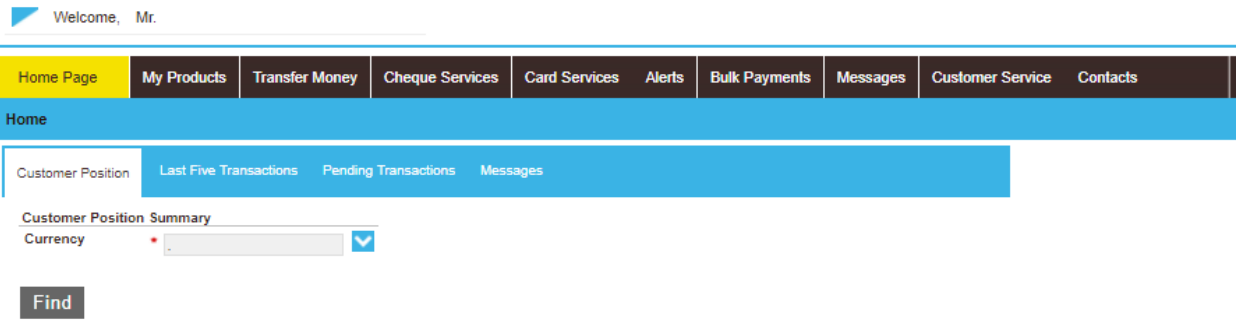 Welcome, Mr.
Home Page My Products Transfer Money Cheque Services Card Services Alerts Bulk Payments Messages Customer Service Contacts
Home
Customer Position Last Five Transactions Pending Transactions Messages
Customer Position Summary
Currency * .
Find